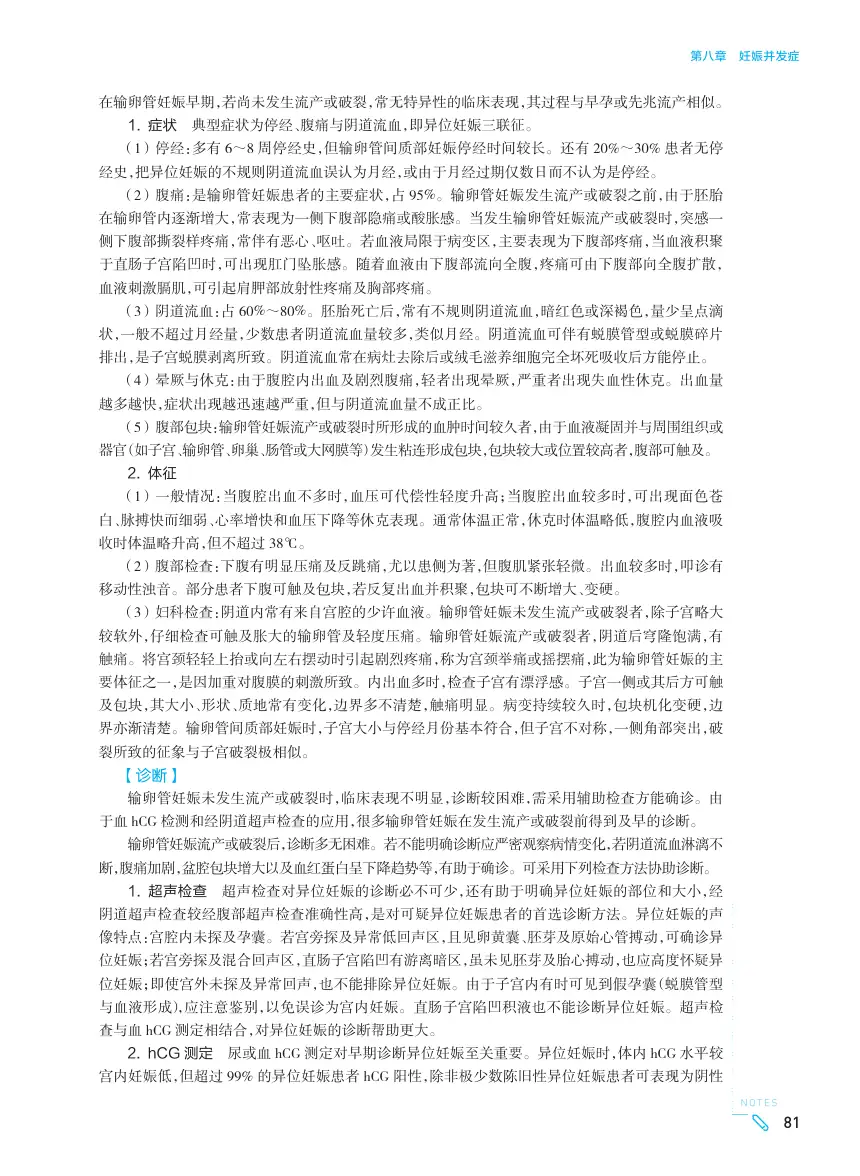 第八章 妊娠并发症
在输卵管妊娠早期,若尚未发生流产或破裂,常无特异性的临床表现,其过程与早孕或先兆流产相似。
1. 症状 典型症状为停经、腹痛与阴道流血,即异位妊娠三联征。
（1）停经:多有 6～8 周停经史,但输卵管间质部妊娠停经时间较长。还有 20%～30% 患者无停
经史,把异位妊娠的不规则阴道流血误认为月经,或由于月经过期仅数日而不认为是停经。
（2）腹痛:是输卵管妊娠患者的主要症状,占 95%。输卵管妊娠发生流产或破裂之前,由于胚胎
在输卵管内逐渐增大,常表现为一侧下腹部隐痛或酸胀感。当发生输卵管妊娠流产或破裂时,突感一
侧下腹部撕裂样疼痛,常伴有恶心、呕吐。若血液局限于病变区,主要表现为下腹部疼痛,当血液积聚
于直肠子宫陷凹时,可出现肛门坠胀感。随着血液由下腹部流向全腹,疼痛可由下腹部向全腹扩散,
血液刺激膈肌,可引起肩胛部放射性疼痛及胸部疼痛。
（3）阴道流血:占 60%～80%。胚胎死亡后,常有不规则阴道流血,暗红色或深褐色,量少呈点滴
状,一般不超过月经量,少数患者阴道流血量较多,类似月经。阴道流血可伴有蜕膜管型或蜕膜碎片
排出,是子宫蜕膜剥离所致。阴道流血常在病灶去除后或绒毛滋养细胞完全坏死吸收后方能停止。
（4）晕厥与休克:由于腹腔内出血及剧烈腹痛,轻者出现晕厥,严重者出现失血性休克。出血量
越多越快,症状出现越迅速越严重,但与阴道流血量不成正比。
（5）腹部包块:输卵管妊娠流产或破裂时所形成的血肿时间较久者,由于血液凝固并与周围组织或
器官(如子宫、输卵管、卵巢、肠管或大网膜等)发生粘连形成包块,包块较大或位置较高者,腹部可触及。
2. 体征
（1）一般情况:当腹腔出血不多时,血压可代偿性轻度升高;当腹腔出血较多时,可出现面色苍
白、脉搏快而细弱、心率增快和血压下降等休克表现。通常体温正常,休克时体温略低,腹腔内血液吸
收时体温略升高,但不超过 38℃。
（2）腹部检查:下腹有明显压痛及反跳痛,尤以患侧为著,但腹肌紧张轻微。出血较多时,叩诊有
移动性浊音。部分患者下腹可触及包块,若反复出血并积聚,包块可不断增大、变硬。
（3）妇科检查:阴道内常有来自宫腔的少许血液。输卵管妊娠未发生流产或破裂者,除子宫略大
较软外,仔细检查可触及胀大的输卵管及轻度压痛。输卵管妊娠流产或破裂者,阴道后穹隆饱满,有
触痛。将宫颈轻轻上抬或向左右摆动时引起剧烈疼痛,称为宫颈举痛或摇摆痛,此为输卵管妊娠的主
要体征之一,是因加重对腹膜的刺激所致。内出血多时,检查子宫有漂浮感。子宫一侧或其后方可触
及包块,其大小、形状、质地常有变化,边界多不清楚,触痛明显。病变持续较久时,包块机化变硬,边
界亦渐清楚。输卵管间质部妊娠时,子宫大小与停经月份基本符合,但子宫不对称,一侧角部突出,破
裂所致的征象与子宫破裂极相似。
【诊断】
输卵管妊娠未发生流产或破裂时,临床表现不明显,诊断较困难,需采用辅助检查方能确诊。由
于血 hCG 检测和经阴道超声检查的应用,很多输卵管妊娠在发生流产或破裂前得到及早的诊断。
输卵管妊娠流产或破裂后,诊断多无困难。若不能明确诊断应严密观察病情变化,若阴道流血淋漓不
断,腹痛加剧,盆腔包块增大以及血红蛋白呈下降趋势等,有助于确诊。可采用下列检查方法协助诊断。
1. 超声检查 超声检查对异位妊娠的诊断必不可少,还有助于明确异位妊娠的部位和大小,经
阴道超声检查较经腹部超声检查准确性高,是对可疑异位妊娠患者的首选诊断方法。异位妊娠的声
像特点:宫腔内未探及孕囊。若宫旁探及异常低回声区,且见卵黄囊、胚芽及原始心管搏动,可确诊异
位妊娠;若宫旁探及混合回声区,直肠子宫陷凹有游离暗区,虽未见胚芽及胎心搏动,也应高度怀疑异
位妊娠;即使宫外未探及异常回声,也不能排除异位妊娠。由于子宫内有时可见到假孕囊(蜕膜管型
与血液形成),应注意鉴别,以免误诊为宫内妊娠。直肠子宫陷凹积液也不能诊断异位妊娠。超声检
查与血 hCG 测定相结合,对异位妊娠的诊断帮助更大。
2. hCG 测定 尿或血 hCG 测定对早期诊断异位妊娠至关重要。异位妊娠时,体内 hCG 水平较
宫内妊娠低,但超过 99% 的异位妊娠患者 hCG 阳性,除非极少数陈旧性异位妊娠患者可表现为阴性
NOTES
81